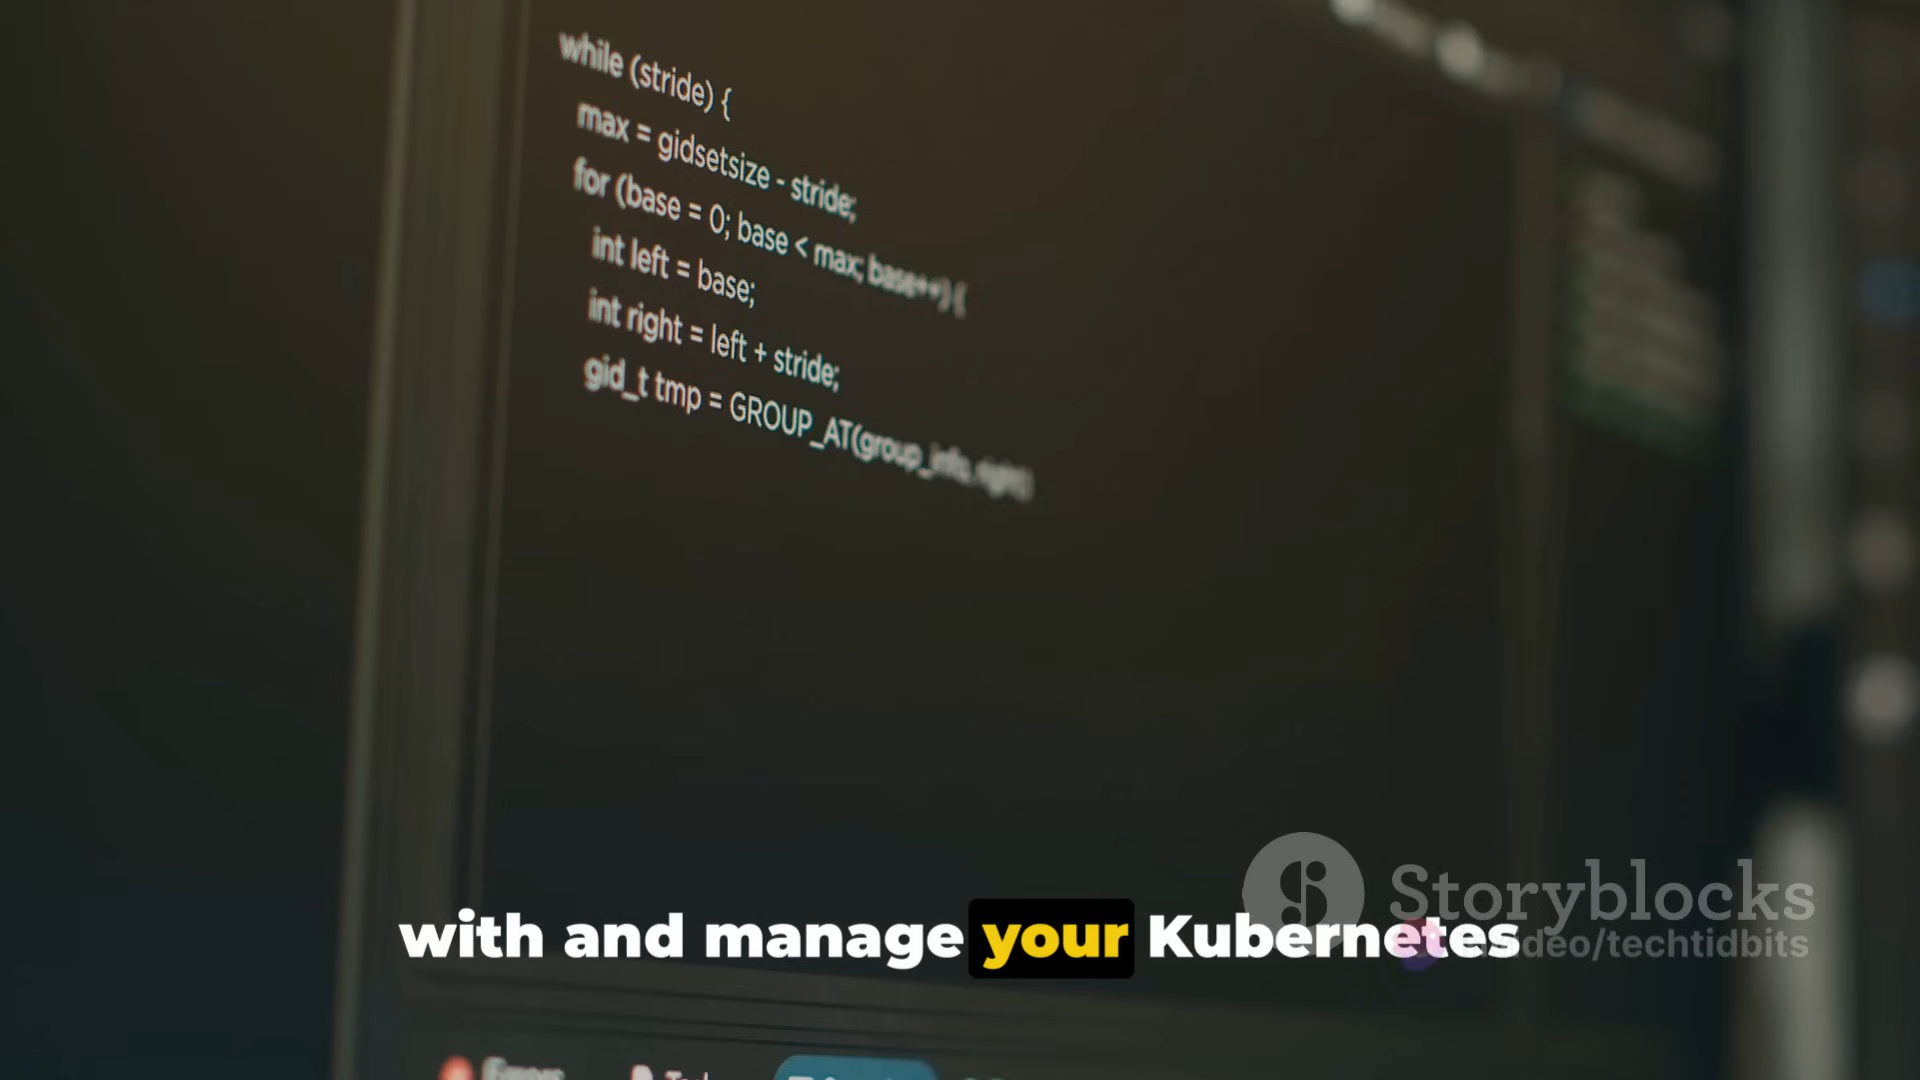 while (stride) {
max = gidsetsize - stride;
for (base = 0; base < max; base++) {
int left = base;
int right = left + stride;
gid_t tmp = GROUP_AT(group_info, right)
Storyblocks
with and manage your Kubernetes
video/techtidbits